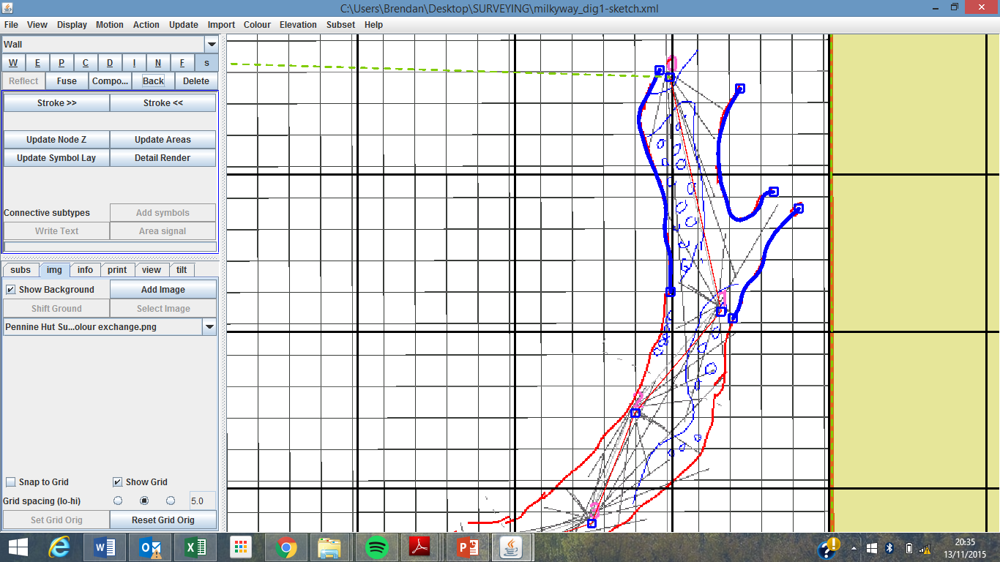 C:\Users\Brendan\Desktop\SURVEYING\milkyway_dig1-sketch.xml
File View Display Motion Action Update Import Colour Elevation Subset Help
Wall
W E P C D I N F s
Reflect Fuse Compo... Back Delete
Stroke >> Stroke <<
Update Node Z Update Areas
Update Symbol Lay Detail Render
Connective subtypes Add symbols
Write Text Area signal
subs img info print view tilt
Show Background Add Image
Shift Ground Select Image
Pennine Hut Su...olour exchange.png
Snap to Grid Show Grid
Grid spacing (lo-hi) 5.0
Set Grid Orig Reset Grid Orig
20:35
13/11/2015